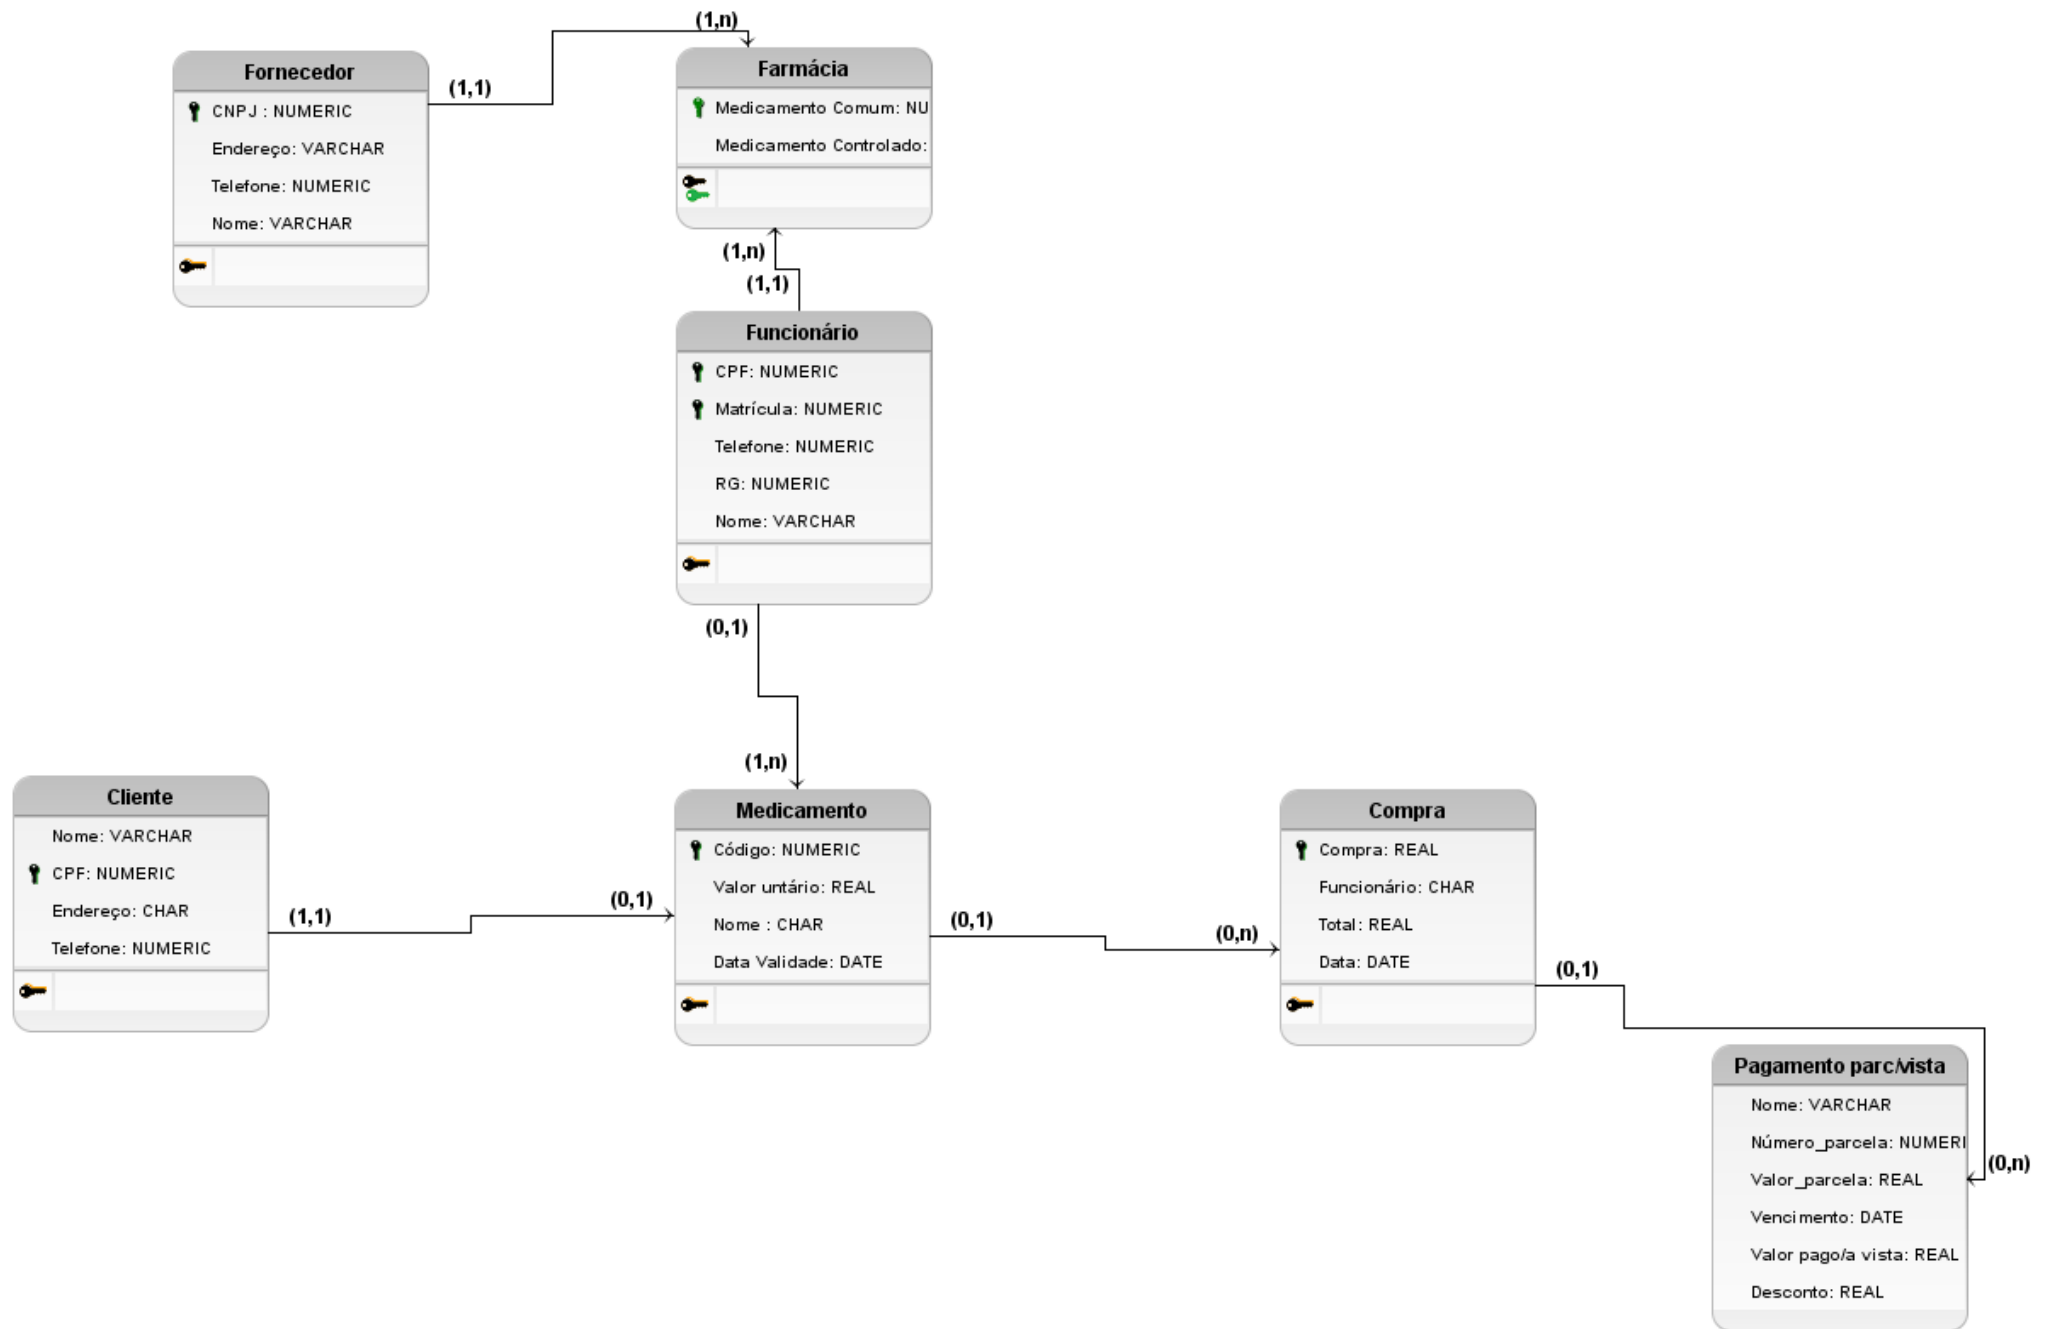 (1,n)
Fornecedor
CNPJ : NUMERIC
Endereço: VARCHAR
Telefone: NUMERIC
Nome: VARCHAR
(1,1)
Farmácia
Medicamento Comum: NU
Medicamento Controlado:
(1,n)
(1,1)
Funcionário
CPF: NUMERIC
Matrícula: NUMERIC
Telefone: NUMERIC
RG: NUMERIC
Nome: VARCHAR
(0,1)
(1,n)
Cliente
Nome: VARCHAR
CPF: NUMERIC
Endereço: CHAR
Telefone: NUMERIC
(1,1)
(0,1)
Medicamento
Código: NUMERIC
Valor untário: REAL
Nome : CHAR
Data Validade: DATE
(0,1)
(0,n)
Compra
Compra: REAL
Funcionário: CHAR
Total: REAL
Data: DATE
(0,1)
Pagamento parc/vista
Nome: VARCHAR
Número_parcela: NUMERI
Valor_parcela: REAL
Vencimento: DATE
Valor pago/a vista: REAL
Desconto: REAL
(0,n)